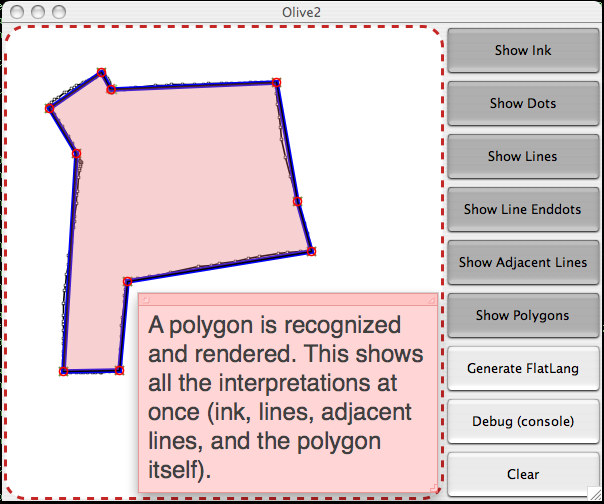 Olive2
Show Ink
Show Dots
Show Lines
Show Line Enddots
Show Adjacent Lines
Show Polygons
Generate FlatLang
Debug (console)
Clear
A polygon is recognized
and rendered. This shows
all the interpretations at
once (ink, lines, adjacent
lines, and the polygon
itself).